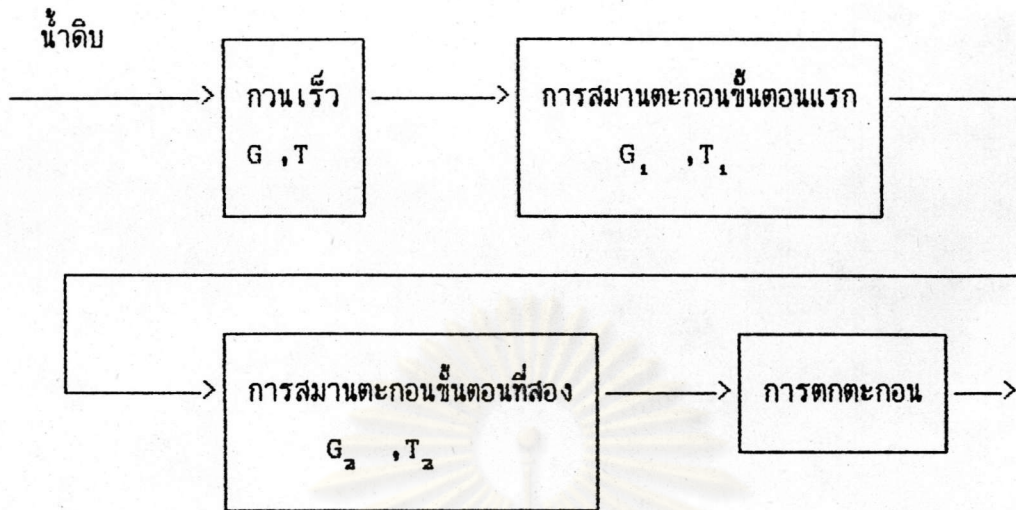 น้ำดิบ
กวนเร็ว
G ,T
การสมานตะกอนขั้นตอนแรก
G₁ ,T₁
การสมานตะกอนขั้นตอนที่สอง
G₂ ,T₂
การตกตะกอน